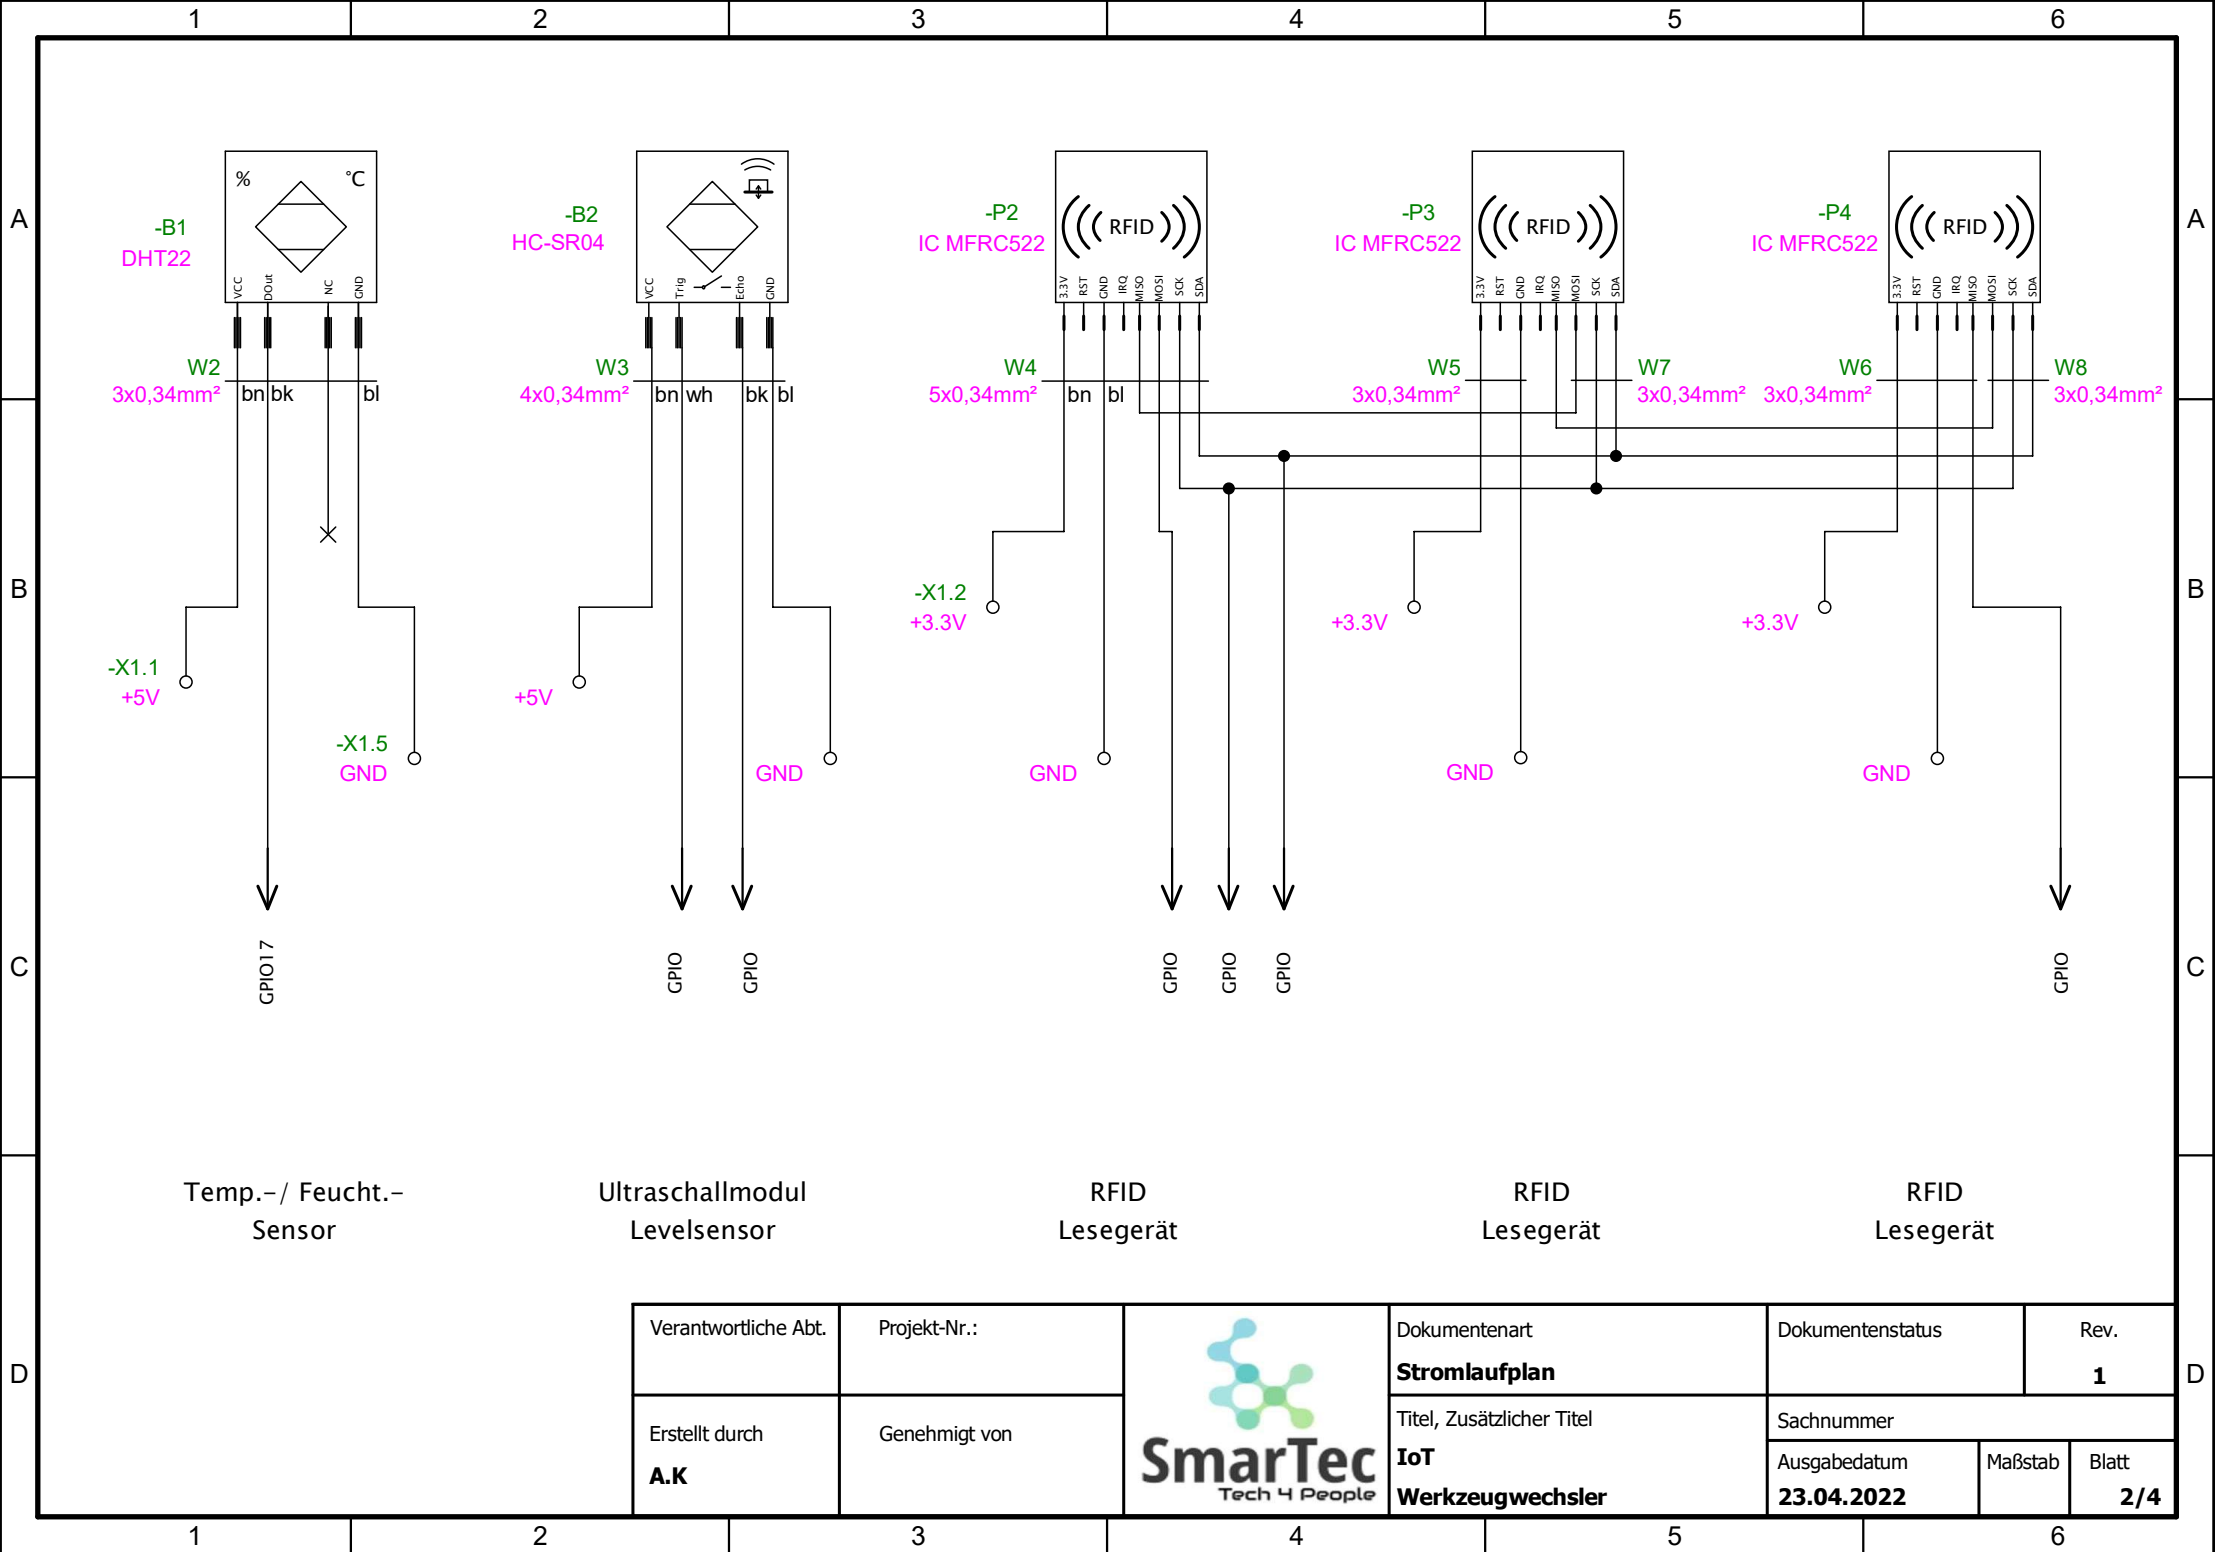 1 2 3 4 5 6
A A
B B
C C
D D
% °C
-B1
DHT22
VCC DOut NC GND
W2
3x0,34mm² bn bk bl
-X1.1
+5V
-X1.5
GND
GPIO17
Temp.-/ Feucht.-
Sensor
-B2
HC-SR04
VCC Trig Echo GND
W3
4x0,34mm² bn wh bk bl
+5V
GND
GPIO GPIO
Ultraschallmodul
Levelsensor
-P2
IC MFRC522
RFID
3.3V RST GND IRQ MISO MOSI SCK SDA
W4
5x0,34mm² bn bl
-X1.2
+3.3V
GND
GPIO GPIO GPIO
RFID
Lesegerät
-P3
IC MFRC522
RFID
3.3V RST GND IRQ MISO MOSI SCK SDA
W5
3x0,34mm²
W7
3x0,34mm²
+3.3V
GND
RFID
Lesegerät
-P4
IC MFRC522
RFID
3.3V RST GND IRQ MISO MOSI SCK SDA
W6
3x0,34mm²
W8
3x0,34mm²
+3.3V
GND
GPIO
RFID
Lesegerät
Verantwortliche Abt.
Projekt-Nr.:
Erstellt durch
A.K
Genehmigt von
SmarTec
Tech 4 People
Dokumentenart
Stromlaufplan
Titel, Zusätzlicher Titel
IoT
Werkzeugwechsler
Dokumentenstatus
Rev.
1
Sachnummer
Ausgabedatum
23.04.2022
Maßstab
Blatt
2/4
1 2 3 4 5 6